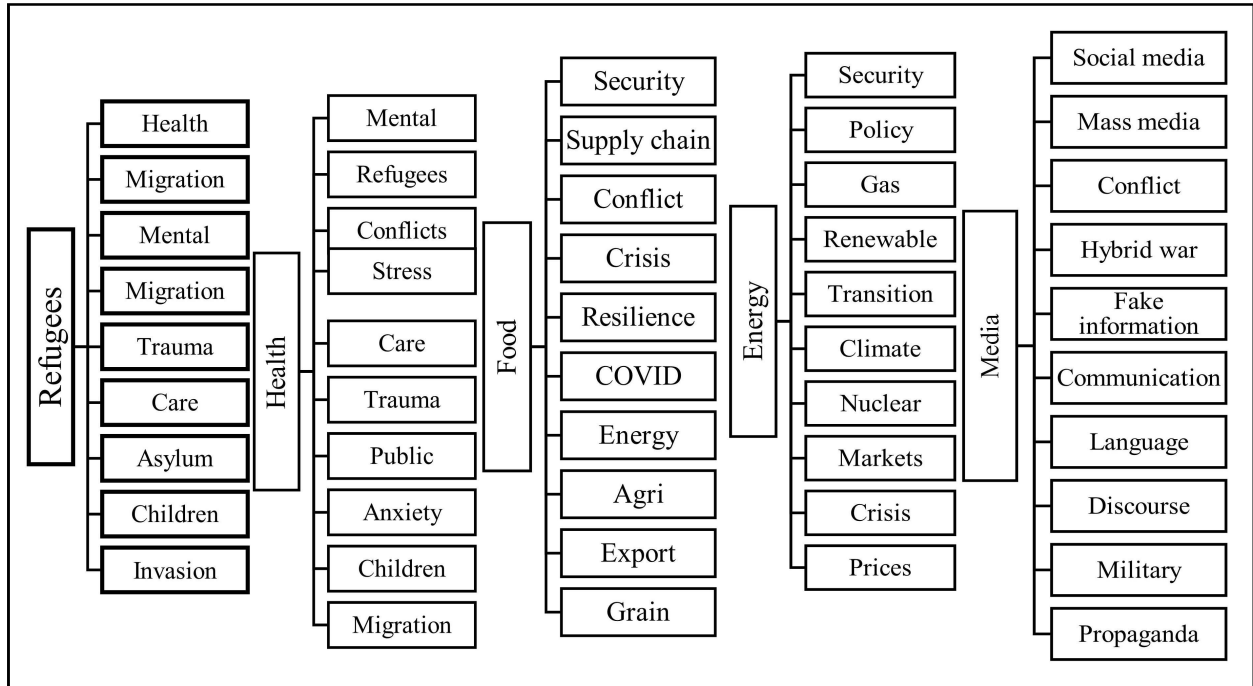 Refugees
Health
Migration
Mental
Migration
Trauma
Care
Asylum
Children
Invasion
Health
Mental
Refugees
Conflicts
Stress
Care
Trauma
Public
Anxiety
Children
Migration
Food
Security
Supply chain
Conflict
Crisis
Resilience
COVID
Energy
Agri
Export
Grain
Energy
Security
Policy
Gas
Renewable
Transition
Climate
Nuclear
Markets
Crisis
Prices
Media
Social media
Mass media
Conflict
Hybrid war
Fake
information
Communication
Language
Discourse
Military
Propaganda